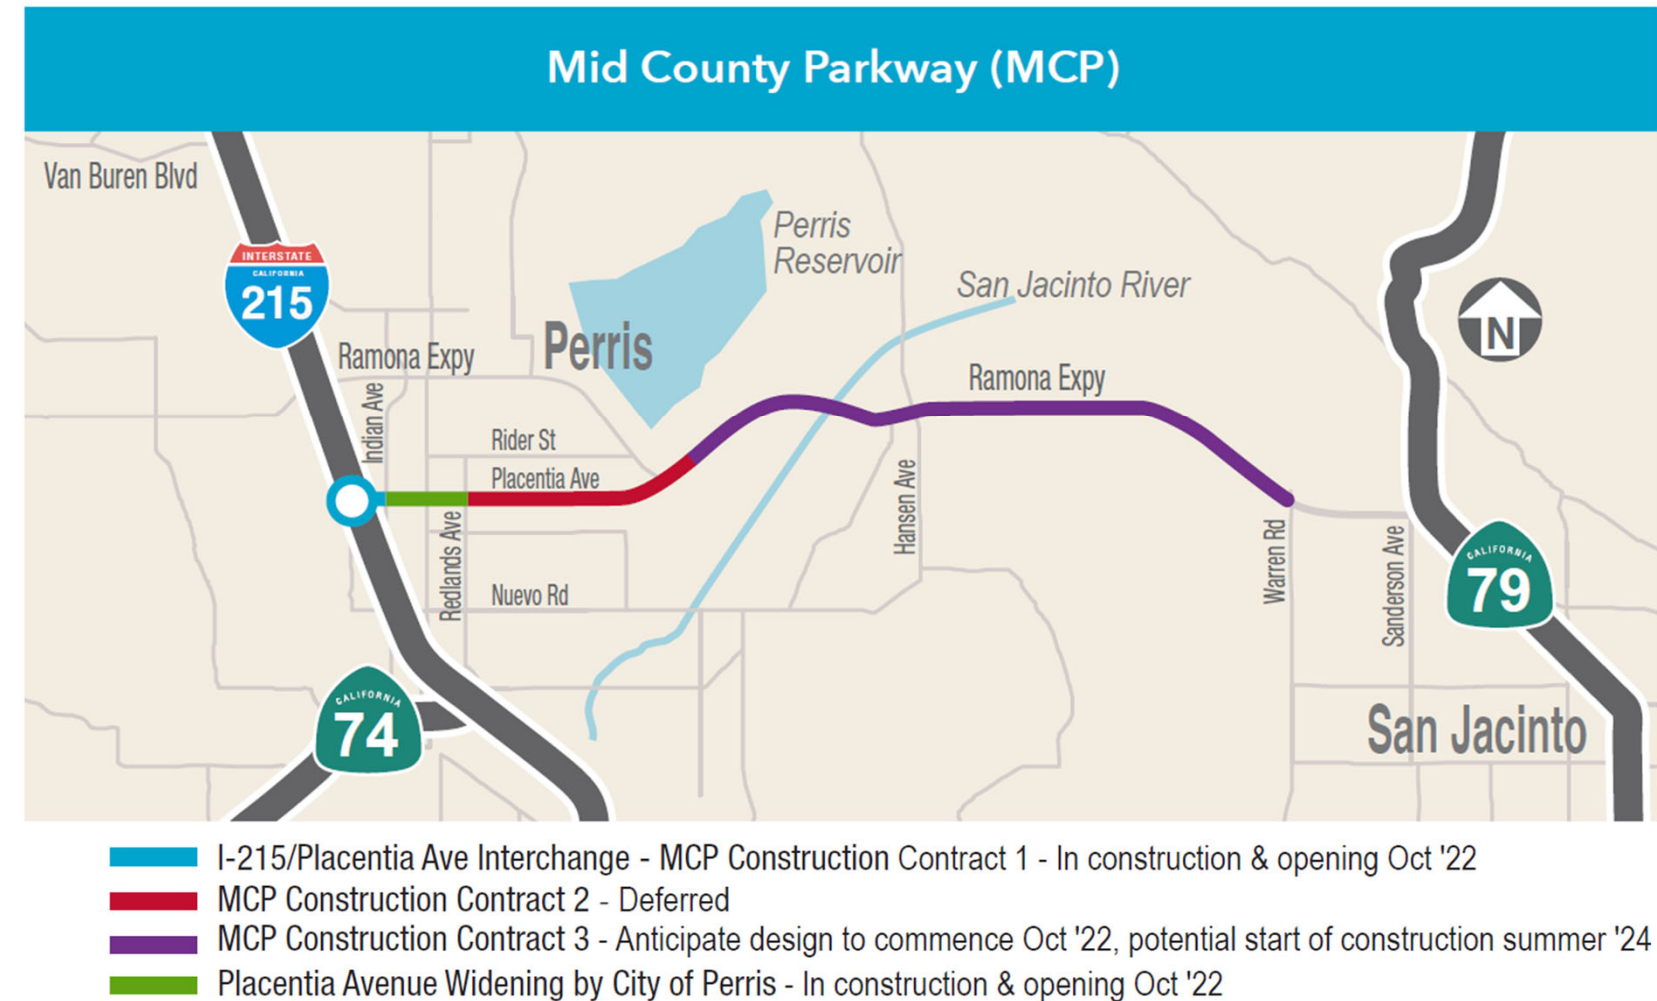 Mid County Parkway (MCP)
Van Buren Blvd
INTERSTATE
CALIFORNIA
215
Perris
Reservoir
San Jacinto River
N
Ramona Expy
Perris
Ramona Expy
Indian Ave
Rider St
Placentia Ave
Hansen Ave
Redlands Ave
Nuevo Rd
Warren Rd
Sanderson Ave
CALIFORNIA
79
CALIFORNIA
74
San Jacinto
I-215/Placentia Ave Interchange - MCP Construction Contract 1 - In construction & opening Oct '22
MCP Construction Contract 2 - Deferred
MCP Construction Contract 3 - Anticipate design to commence Oct '22, potential start of construction summer '24
Placentia Avenue Widening by City of Perris - In construction & opening Oct '22